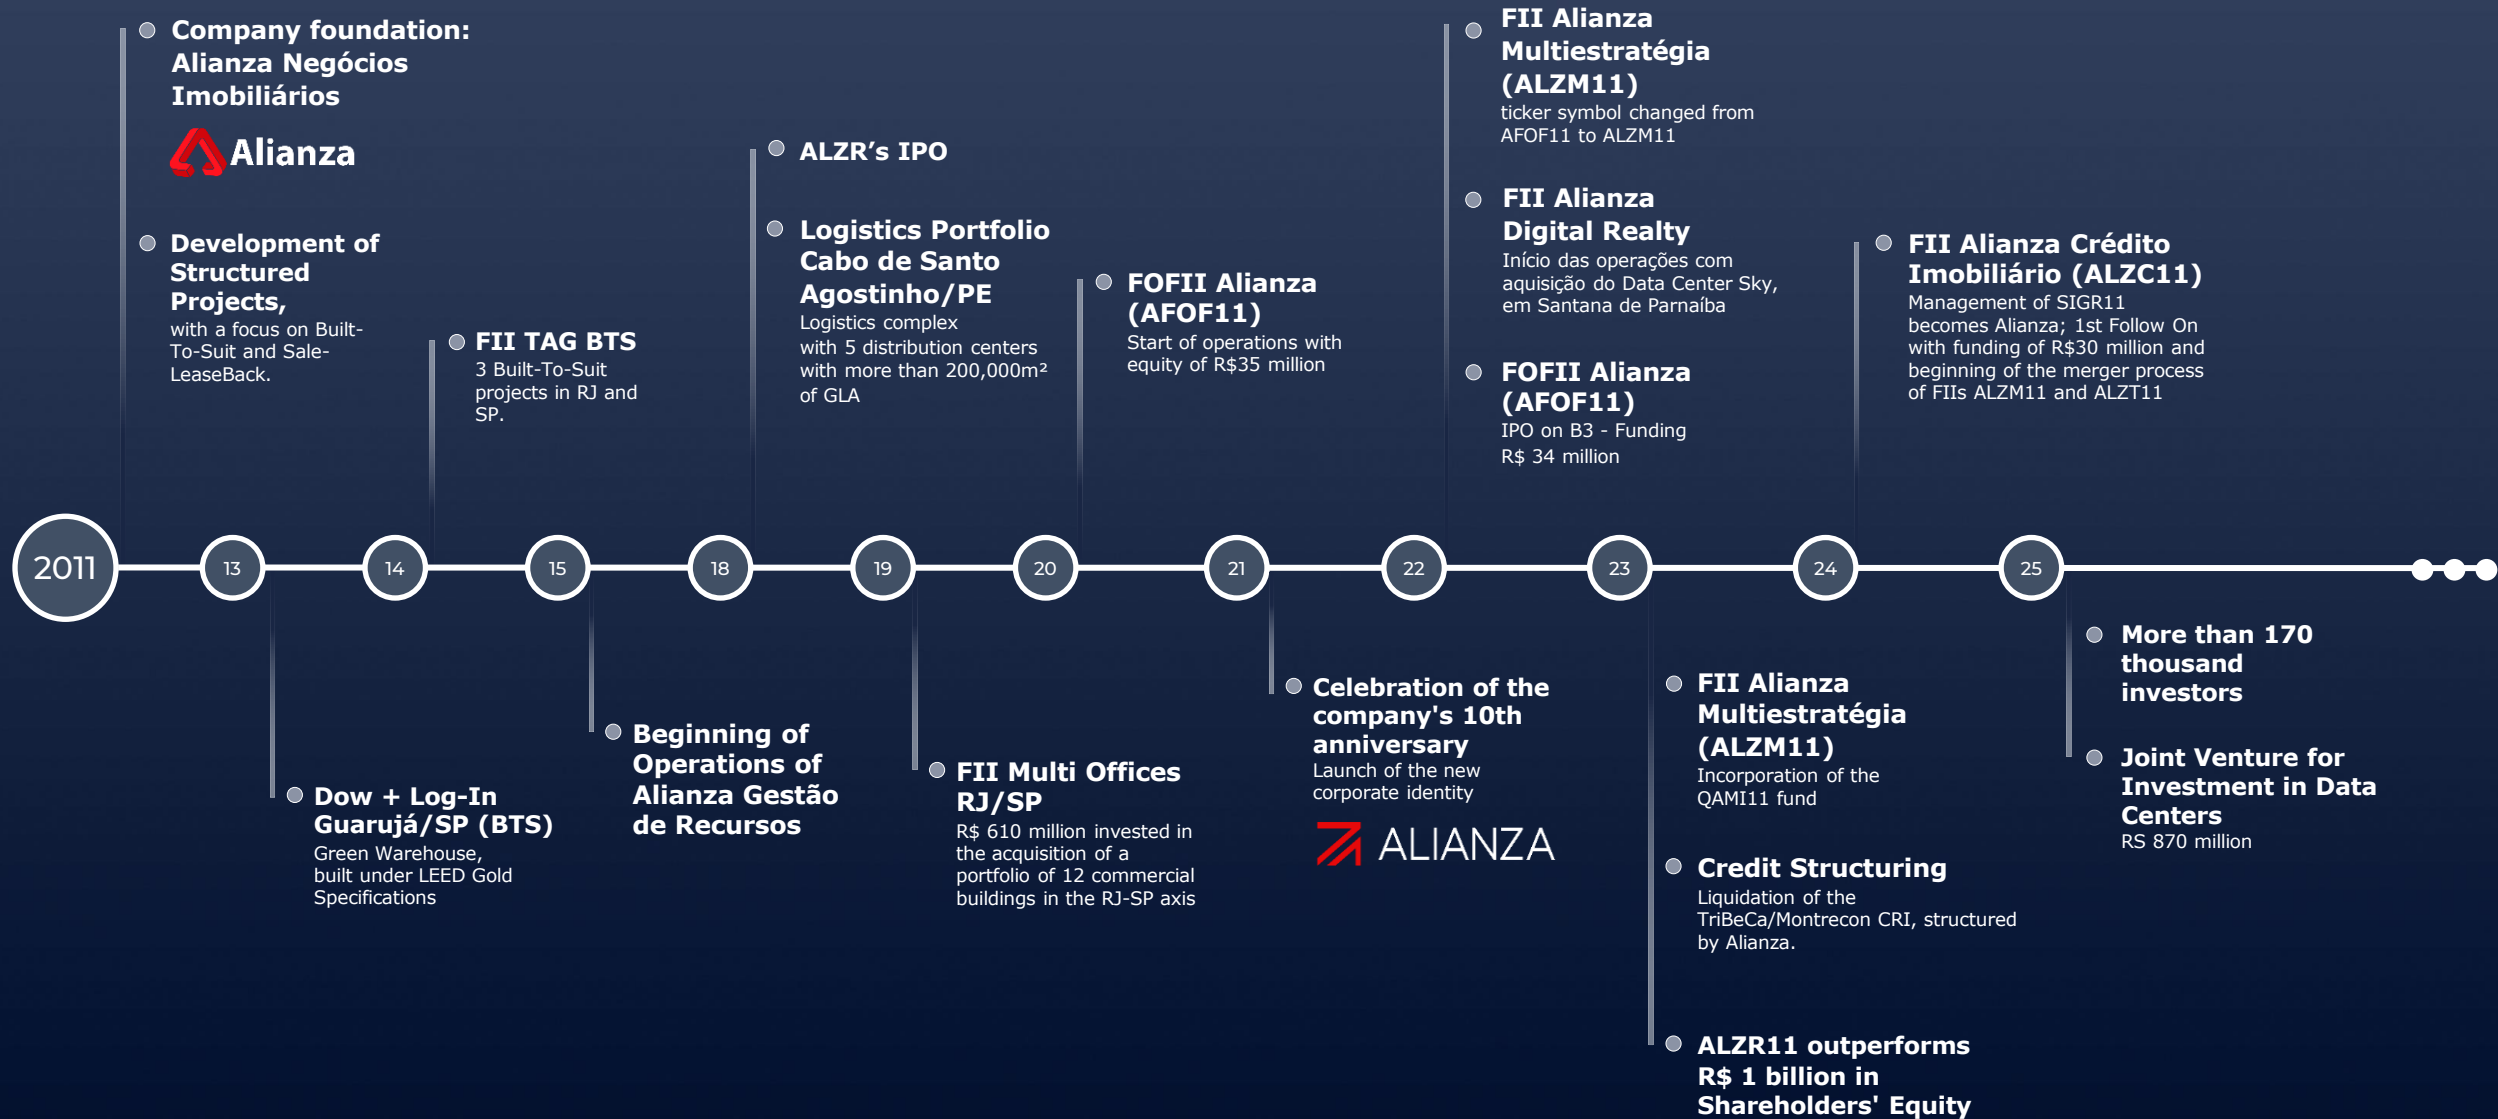 Company foundation:
Alianza Negócios
Imobiliários
Alianza
Development of
Structured
Projects,
with a focus on Built-
To-Suit and Sale-
LeaseBack.
FII TAG BTS
3 Built-To-Suit
projects in RJ and
SP.
ALZR’s IPO
Logistics Portfolio
Cabo de Santo
Agostinho/PE
Logistics complex
with 5 distribution centers
with more than 200,000m²
of GLA
FOFII Alianza
(AFOF11)
Start of operations with
equity of R$35 million
FII Alianza
Multiestratégia
(ALZM11)
ticker symbol changed from
AFOF11 to ALZM11
FII Alianza
Digital Realty
Início das operações com
aquisição do Data Center Sky,
em Santana de Parnaíba
FOFII Alianza
(AFOF11)
IPO on B3 - Funding
R$ 34 million
FII Alianza Crédito
Imobiliário (ALZC11)
Management of SIGR11
becomes Alianza; 1st Follow On
with funding of R$30 million and
beginning of the merger process
of FIIs ALZM11 and ALZT11
2011
13
14
15
18
19
20
21
22
23
24
25
Dow + Log-In
Guarujá/SP (BTS)
Green Warehouse,
built under LEED Gold
Specifications
Beginning of
Operations of
Alianza Gestão
de Recursos
FII Multi Offices
RJ/SP
R$ 610 million invested in
the acquisition of a
portfolio of 12 commercial
buildings in the RJ-SP axis
Celebration of the
company's 10th
anniversary
Launch of the new
corporate identity
ALIANZA
FII Alianza
Multiestratégia
(ALZM11)
Incorporation of the
QAMI11 fund
Credit Structuring
Liquidation of the
TriBeCa/Montrecon CRI, structured
by Alianza.
ALZR11 outperforms
R$ 1 billion in
Shareholders' Equity
More than 170
thousand
investors
Joint Venture for
Investment in Data
Centers
RS 870 million